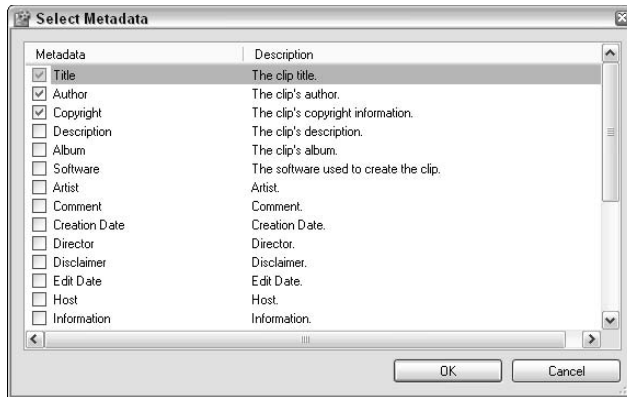 Select Metadata
Metadata Description
Title The clip title.
Author The clip's author.
Copyright The clip's copyright information.
Description The clip's description.
Album The clip's album.
Software The software used to create the clip.
Artist Artist.
Comment Comment.
Creation Date Creation Date.
Director Director.
Disclaimer Disclaimer.
Edit Date Edit Date.
Host Host.
Information Information.
OK Cancel